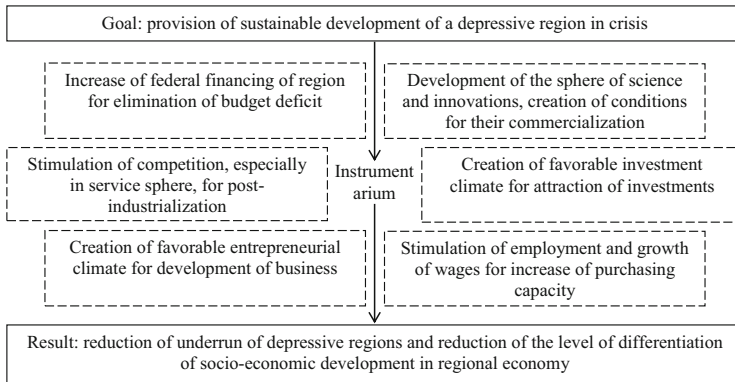 Goal: provision of sustainable development of a depressive region in crisis
Increase of federal financing of region
for elimination of budget deficit
Development of the sphere of science
and innovations, creation of conditions
for their commercialization
Stimulation of competition, especially
in service sphere, for post-
industrialization
Instrument
arium
Creation of favorable investment
climate for attraction of investments
Creation of favorable entrepreneurial
climate for development of business
Stimulation of employment and growth
of wages for increase of purchasing
capacity
Result: reduction of underrun of depressive regions and reduction of the level of differentiation
of socio-economic development in regional economy